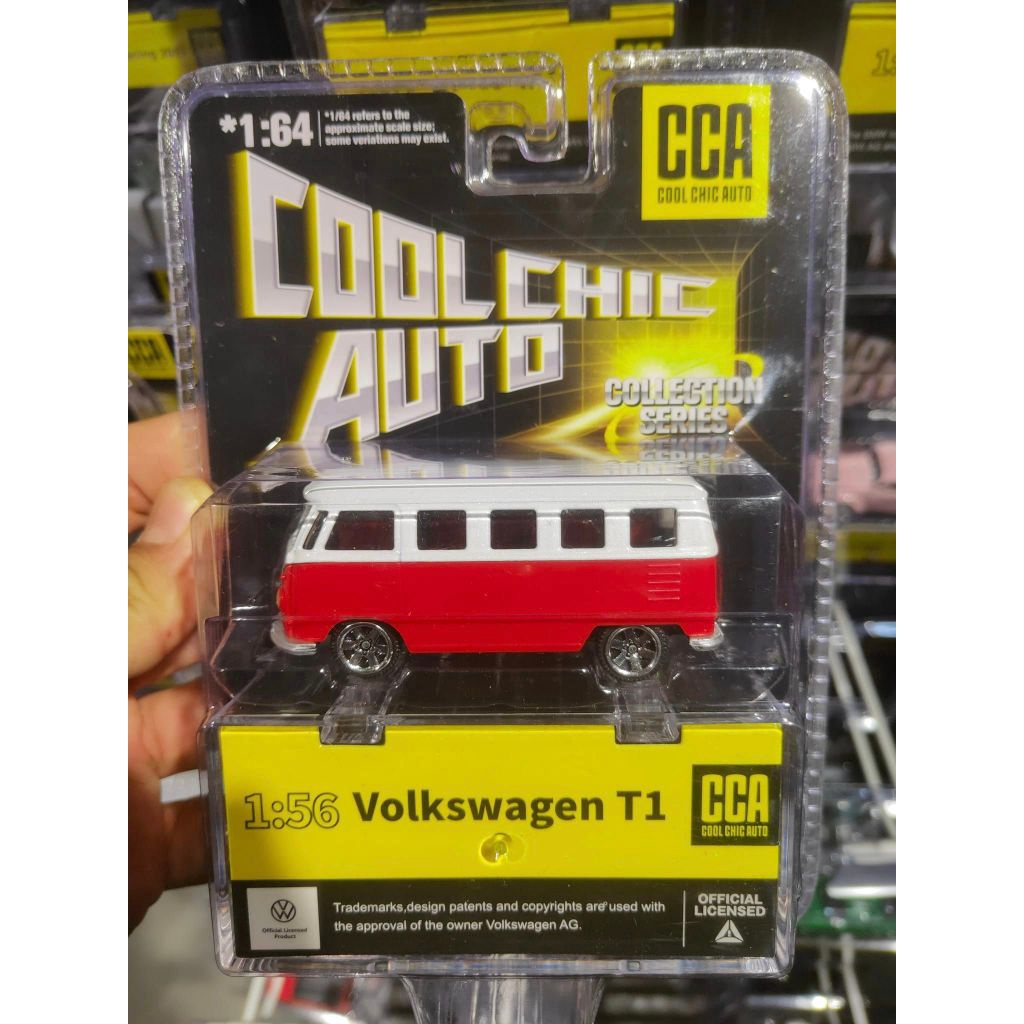 *1:64
*1/64 refers to the
approximate scale size;
some veriations may exist.
CCA
COOL CHIC AUTO
COOL CHIC
AUTO
COLLECTION
SERIES
CCA
1:56 Volkswagen T1
CCA
COOL CHIC AUTO
Official Licensed
Product
Trademarks,design patents and copyrights are used with
the approval of the owner Volkswagen AG.
OFFICIAL
LICENSED